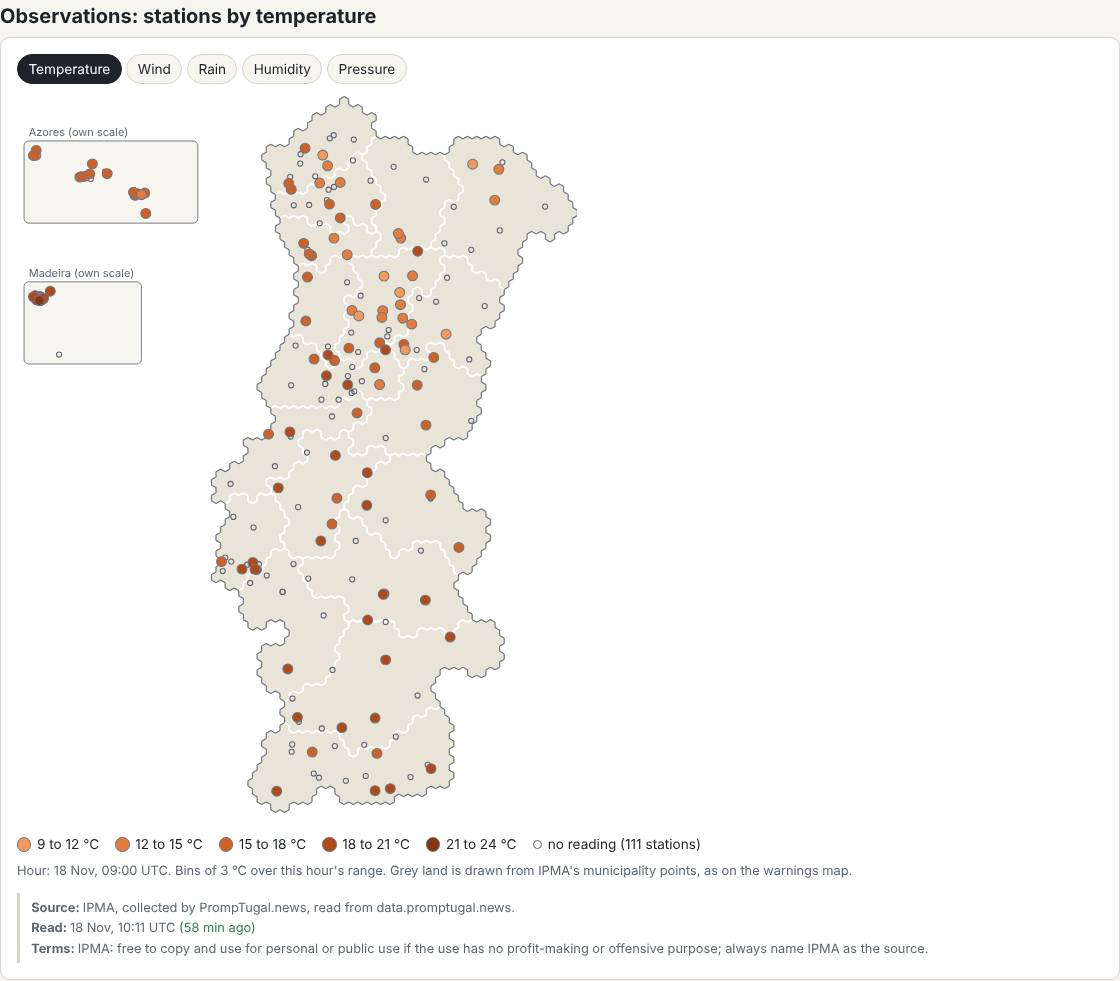 Observations: stations by temperature
Temperature Wind Rain Humidity Pressure
Azores (own scale)
Madeira (own scale)
9 to 12 °C 12 to 15 °C 15 to 18 °C 18 to 21 °C 21 to 24 °C no reading (111 stations)
Hour: 18 Nov, 09:00 UTC. Bins of 3 °C over this hour's range. Grey land is drawn from IPMA's municipality points, as on the warnings map.
Source: IPMA, collected by PrompTugal.news, read from data.promptugal.news.
Read: 18 Nov, 10:11 UTC (58 min ago)
Terms: IPMA: free to copy and use for personal or public use if the use has no profit-making or offensive purpose; always name IPMA as the source.